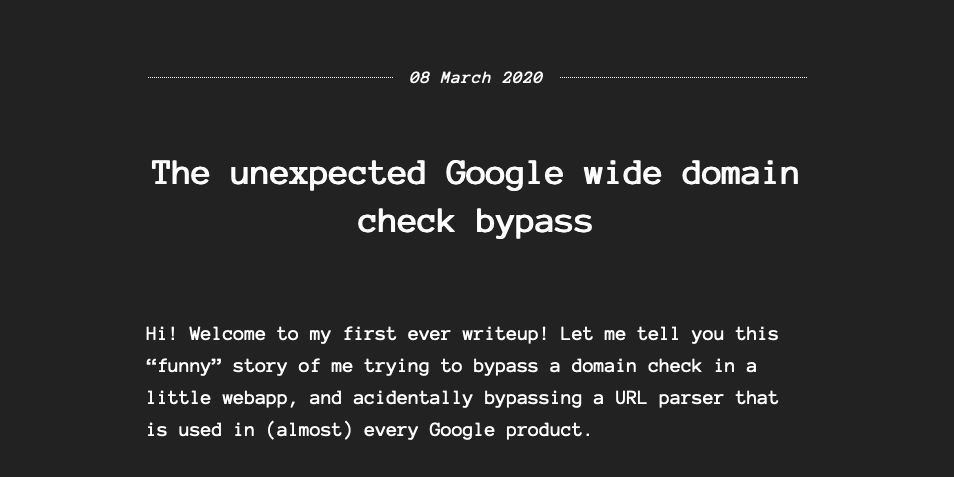 08 March 2020
The unexpected Google wide domain
check bypass
Hi! Welcome to my first ever writeup! Let me tell you this
“funny” story of me trying to bypass a domain check in a
little webapp, and acidentally bypassing a URL parser that
is used in (almost) every Google product.